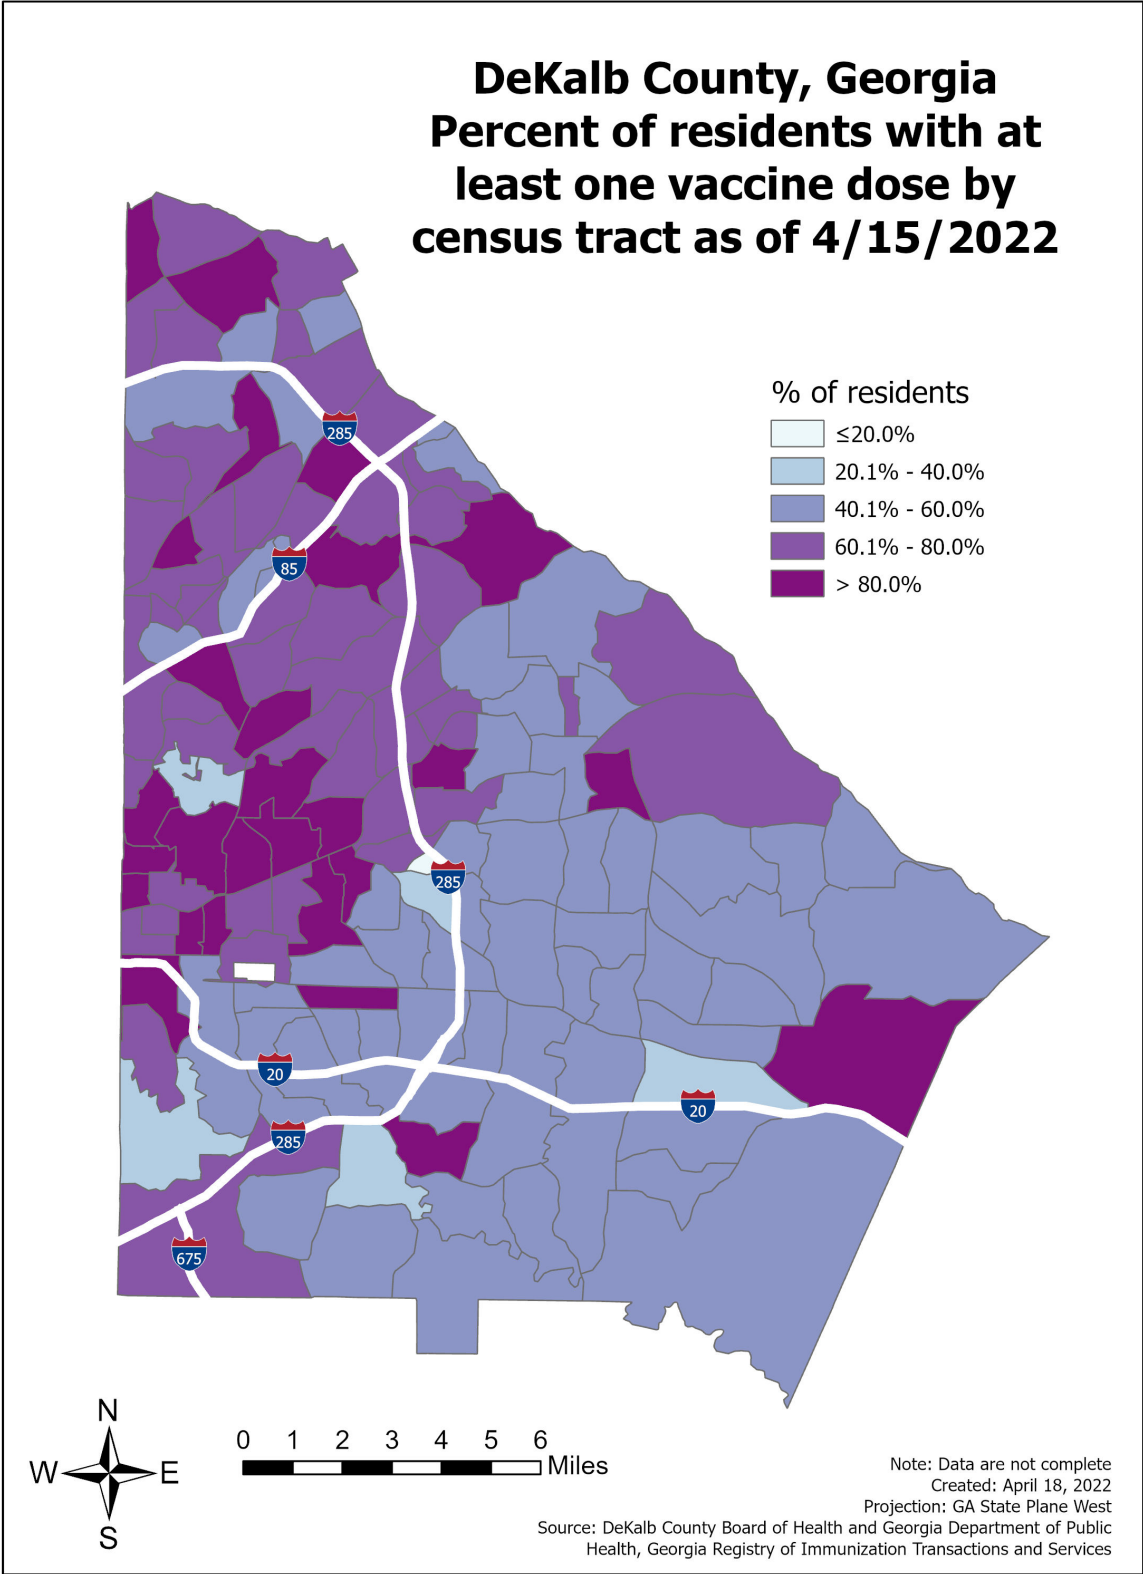 DeKalb County, Georgia
Percent of residents with at
least one vaccine dose by
census tract as of 4/15/2022
% of residents
≤20.0%
20.1% - 40.0%
40.1% - 60.0%
60.1% - 80.0%
> 80.0%
285
85
285
20
20
285
675
N
W E
S
0 1 2 3 4 5 6
Miles
Note: Data are not complete
Created: April 18, 2022
Projection: GA State Plane West
Source: DeKalb County Board of Health and Georgia Department of Public
Health, Georgia Registry of Immunization Transactions and Services